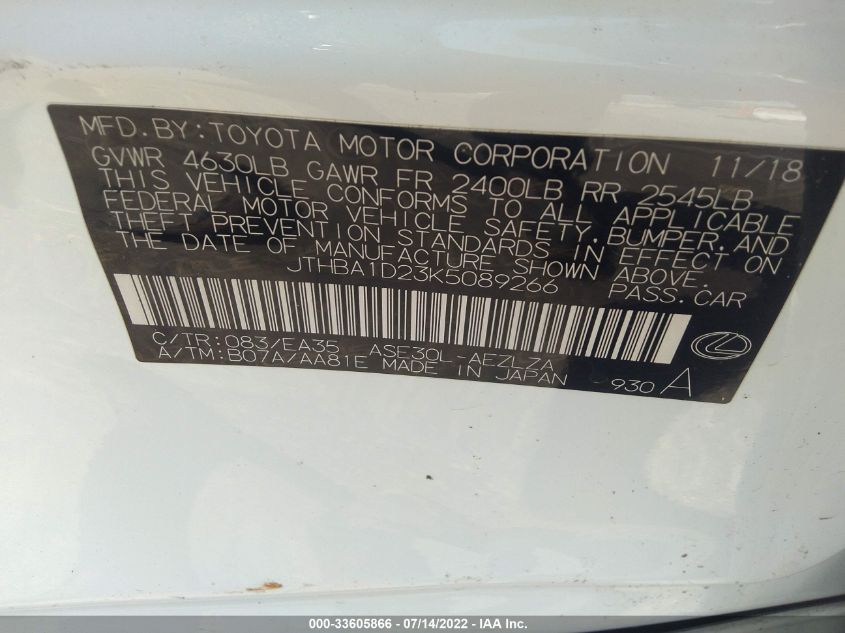 MFD.BY:TOYOTA MOTOR CORPORATION 11/18
GVWR 4630LB GAWR FR 2400LB RR 2545LB
THIS VEHICLE CONFORMS TO ALL APPLICABLE
FEDERAL MOTOR VEHICLE SAFETY,BUMPER,AND
THEFT PREVENTION STANDARDS IN EFFECT ON
THE DATE OF MANUFACTURE SHOWN ABOVE.
JTHBA1D23K5089266 PASS.CAR
C/TR:083/EA35 ASE30L-AEZLZA
A/TM:B07A/AA81E MADE IN JAPAN 930 A
000-33605866 - 07/14/2022 - IAA Inc.